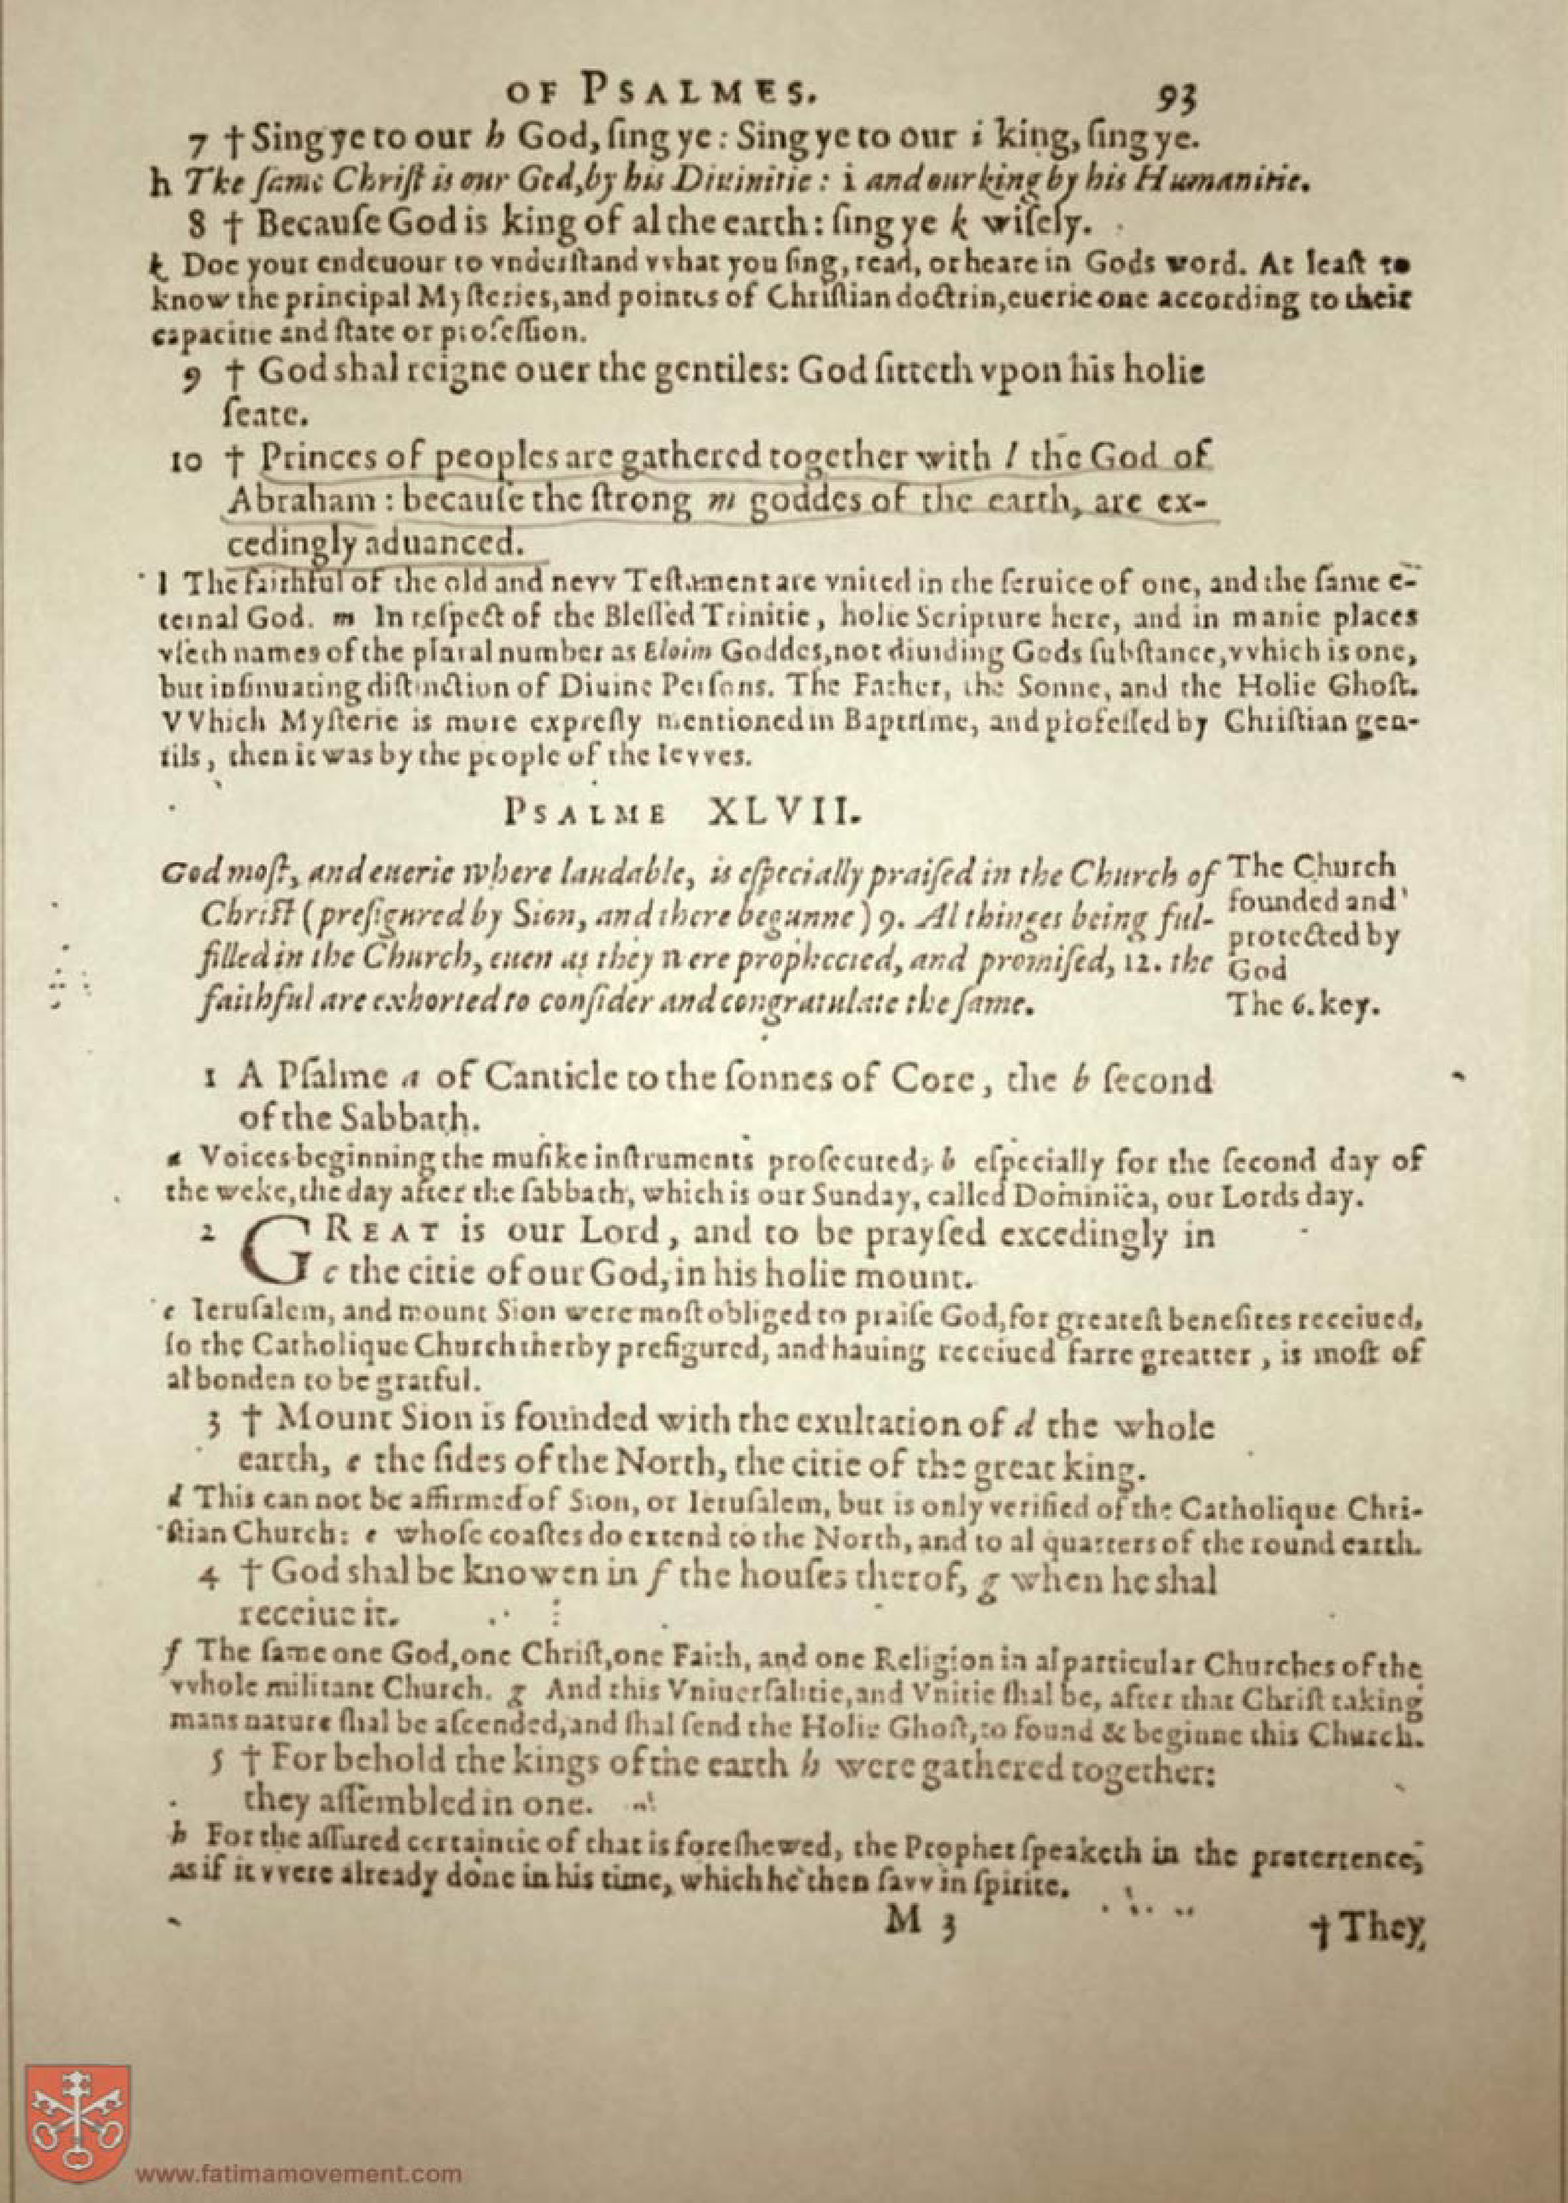 OF PSALMES. 93
7 † Sing ye to our h God, ſing ye : Sing ye to our i king, ſing ye.
h The ſame Chriſt is our God, by his Diuinitie : i and our king by his Humanitie.
8 † Becauſe God is king of al the earth : ſing ye k wiſely.
k Doe your endeuour to vnderſtand vvhat you ſing, read, or heare in Gods word. At leaſt to
know the principal Myſteries, and pointes of Chriſtian doctrin, euerie one according to their
capacitie and ſtate or profeſſion.
9 † God shal reigne ouer the gentiles: God ſitteth vpon his holie
ſeate.
10 † Princes of peoples are gathered together with l the God of
Abraham : becauſe the ſtrong m goddes of the earth, are ex-
cedingly aduanced.
l The faithful of the old and nevv Teſtament are vnited in the ſeruice of one, and the ſame e-
ternal God. m In reſpect of the Bleſſed Trinitie, holie Scripture here, and in manie places
vſeth names of the plural number as Eloim Goddes, not diuiding Gods ſubſtance, vvhich is one,
but inſinuating diſtinction of Diuine Perſons. The Father, the Sonne, and the Holie Ghoſt.
VVhich Myſterie is more expreſly mentioned in Baptiſme, and profeſſed by Chriſtian gen-
tils, then it was by the people of the Ievves.
PSALME XLVII.
God moſt, and euerie where laudable, is eſpecially praiſed in the Church of
Chriſt (prefigured by Sion, and there begunne) 9. Al thinges being ful-
filled in the Church, euen as they were prophecied, and promiſed, 12. the
faithful are exhorted to conſider and congratulate the ſame.
The Church
founded and
protected by
God
The 6. key.
1 A Pſalme a of Canticle to the ſonnes of Core, the b ſecond
of the Sabbath.
a Voices beginning the muſike inſtruments proſecuted; b eſpecially for the ſecond day of
the weke, the day after the ſabbath, which is our Sunday, called Dominica, our Lords day.
2 GREAT is our Lord, and to be prayſed excedingly in
c the citie of our God, in his holie mount.
c Ieruſalem, and mount Sion were moſt obliged to praiſe God, for greateſt benefites receiued,
ſo the Catholique Church therby prefigured, and hauing receiued farre greatter, is moſt of
al bonden to be gratful.
3 † Mount Sion is founded with the exultation of d the whole
earth, e the ſides of the North, the citie of the great king.
d This can not be affirmed of Sion, or Ieruſalem, but is only verified of the Catholique Chri-
ſtian Church: e whoſe coaſtes do extend to the North, and to al quarters of the round earth.
4 † God shal be knowen in f the houſes therof, g when he shal
receiue it.
f The ſame one God, one Chriſt, one Faith, and one Religion in al particular Churches of the
vvhole militant Church. g And this Vniuerſalitie, and Vnitie ſhal be, after that Chriſt taking
mans nature ſhal be aſcended, and ſhal ſend the Holie Ghoſt, to found & beginne this Church.
5 † For behold the kings of the earth h were gathered together:
they aſſembled in one.
h For the aſſured certaintie of that is foreſhewed, the Prophet ſpeaketh in the pretertence,
as if it vvere already done in his time, which he then ſavv in ſpirite.
M 3 † They,
www.fatimamovement.com